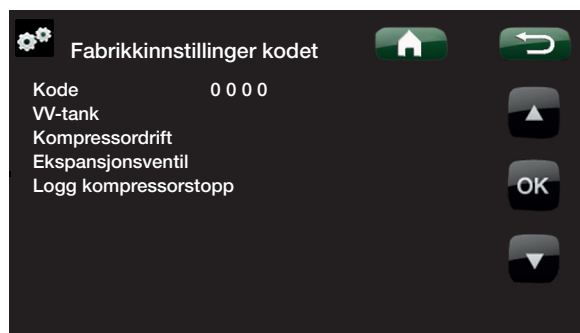 Fabrikkinnstillinger kodet
Kode 0 0 0 0
VV-tank
Kompressordrift
Ekspansjonsventil
Logg kompressorstopp
OK